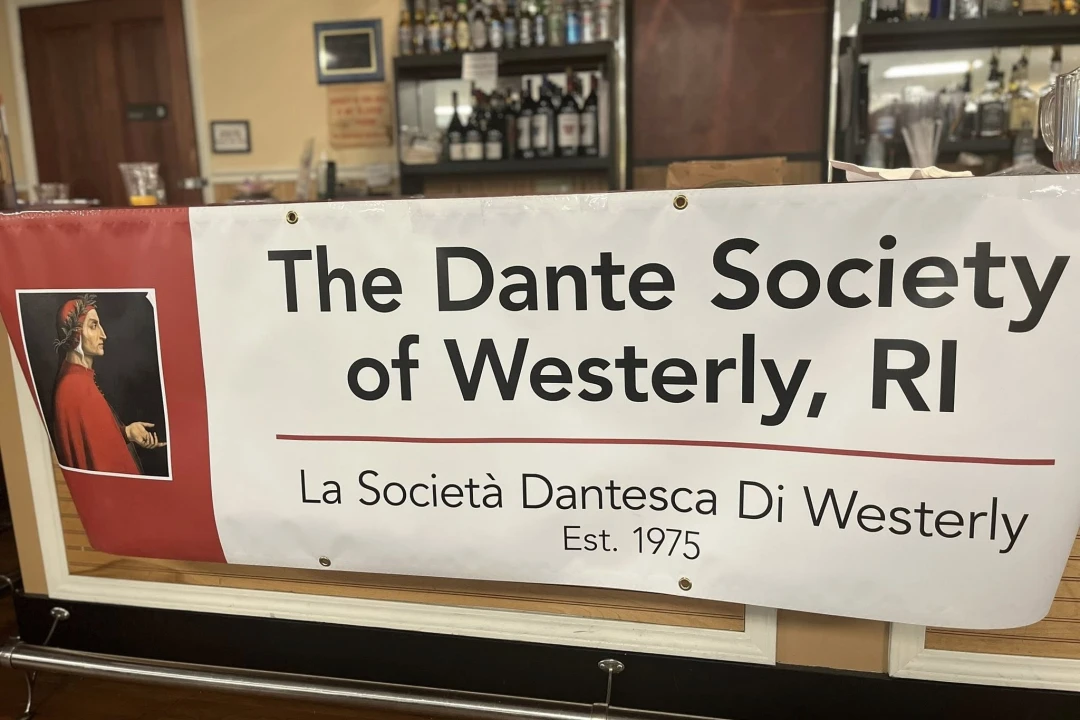 The Dante Society
of Westerly, RI
La Società Dantesca Di Westerly
Est. 1975